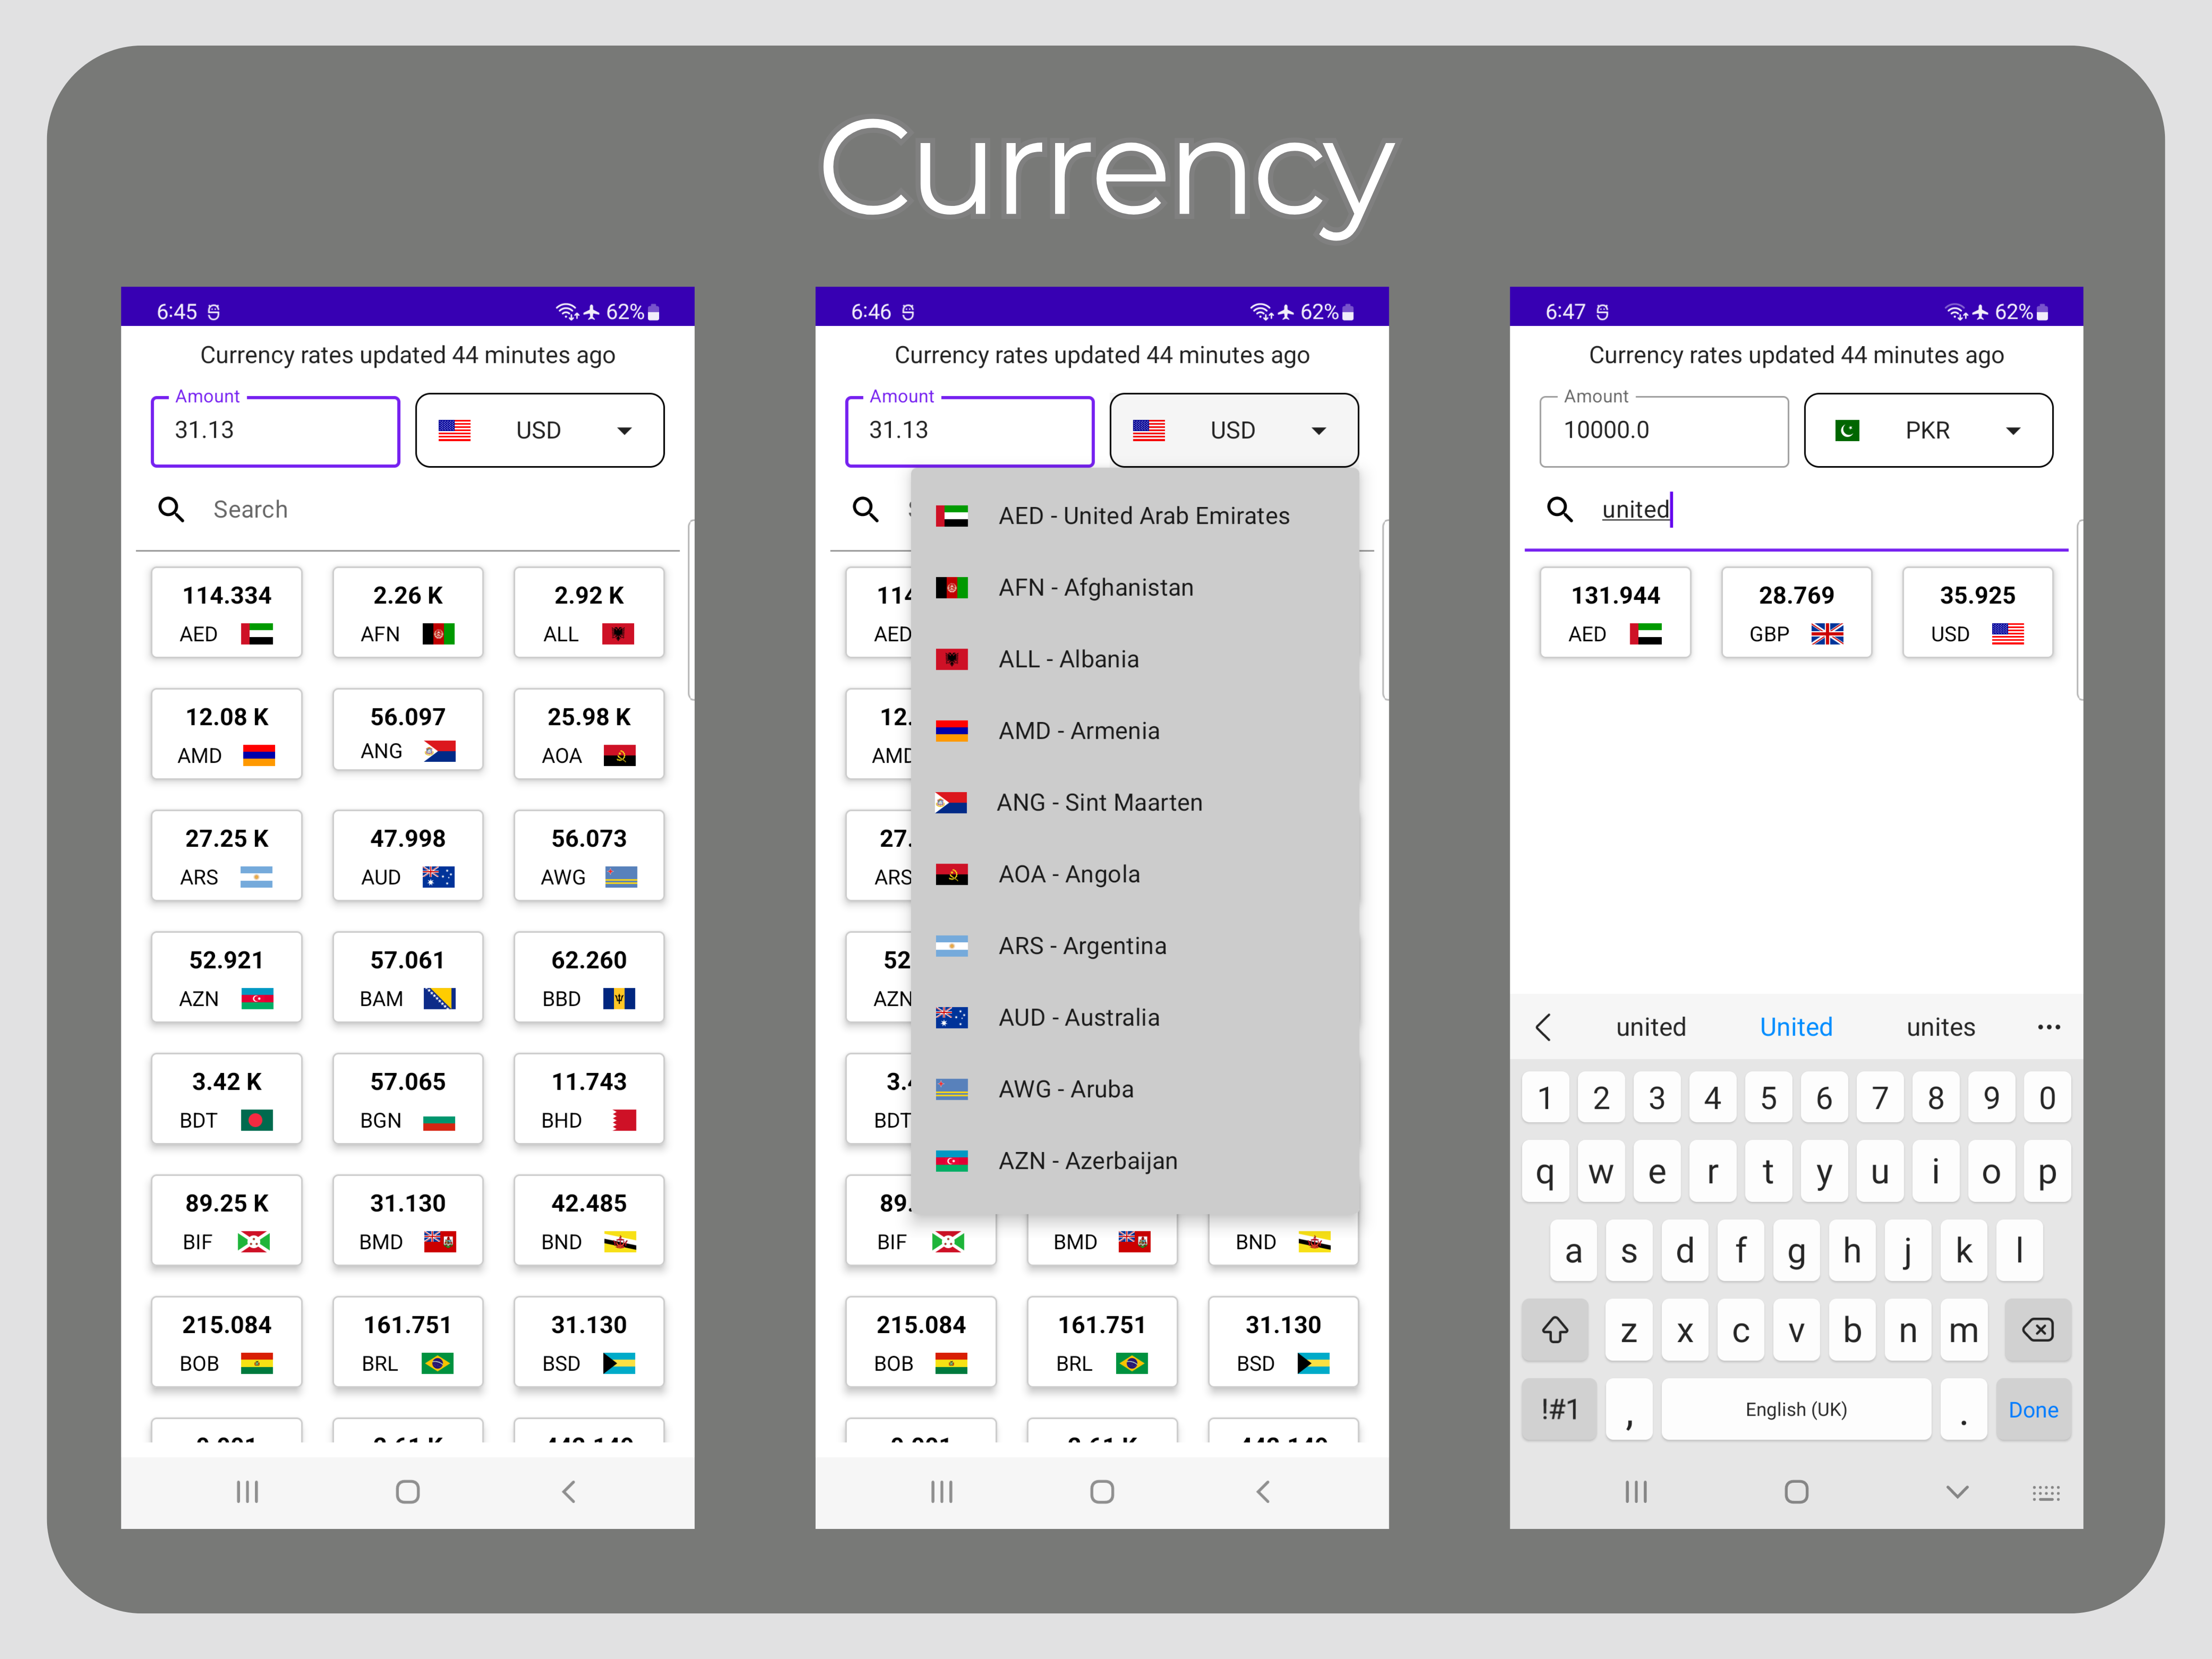 Currency
6:45 62%
Currency rates updated 44 minutes ago
Amount
31.13 USD
Search
114.334 2.26 K 2.92 K
AED AFN ALL
12.08 K 56.097 25.98 K
AMD ANG AOA
27.25 K 47.998 56.073
ARS AUD AWG
52.921 57.061 62.260
AZN BAM BBD
3.42 K 57.065 11.743
BDT BGN BHD
89.25 K 31.130 42.485
BIF BMD BND
215.084 161.751 31.130
BOB BRL BSD
6:46 62%
Currency rates updated 44 minutes ago
Amount
31.13 USD
AED - United Arab Emirates
AFN - Afghanistan
ALL - Albania
AMD - Armenia
ANG - Sint Maarten
AOA - Angola
ARS - Argentina
AUD - Australia
AWG - Aruba
AZN - Azerbaijan
AED
ARS
AZN
BDT
BIF BMD BND
215.084 161.751 31.130
BOB BRL BSD
6:47 62%
Currency rates updated 44 minutes ago
Amount
10000.0 PKR
united
131.944 28.769 35.925
AED GBP USD
united United unites
1 2 3 4 5 6 7 8 9 0
q w e r t y u i o p
a s d f g h j k l
z x c v b n m
!#1 , English (UK) . Done